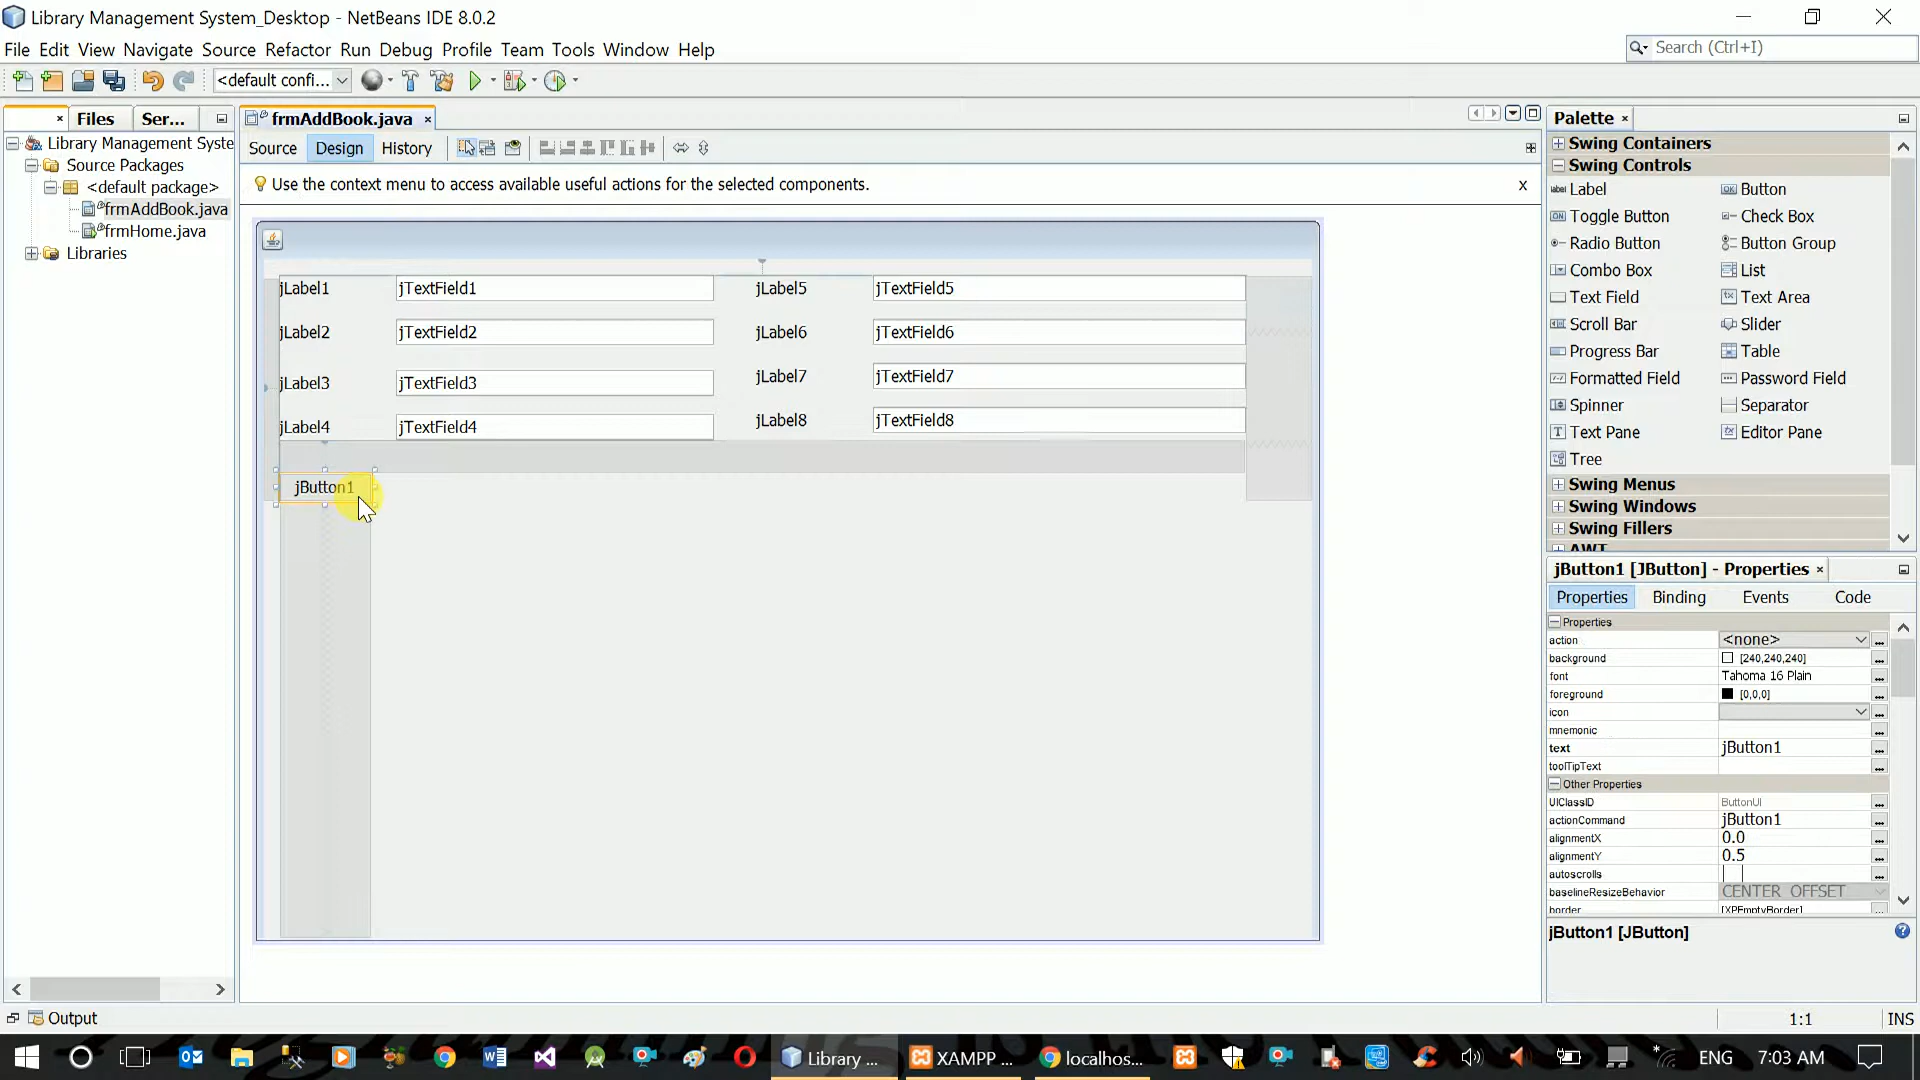 Library Management System_Desktop - NetBeans IDE 8.0.2
File Edit View Navigate Source Refactor Run Debug Profile Team Tools Window Help
Search (Ctrl+I)
<default confi...
Files Ser...
frmAddBook.java
Palette
Source Design History
Use the context menu to access available useful actions for the selected components.
x
Library Management Syste
Source Packages
<default package>
frmAddBook.java
frmHome.java
Libraries
jLabel1 jTextField1 jLabel5 jTextField5
jLabel2 jTextField2 jLabel6 jTextField6
jLabel3 jTextField3 jLabel7 jTextField7
jLabel4 jTextField4 jLabel8 jTextField8
jButton1
Swing Containers
Swing Controls
Label Button
Toggle Button Check Box
Radio Button Button Group
Combo Box List
Text Field Text Area
Scroll Bar Slider
Progress Bar Table
Formatted Field Password Field
Spinner Separator
Text Pane Editor Pane
Tree
Swing Menus
Swing Windows
Swing Fillers
AWT
jButton1 [JButton] - Properties
Properties Binding Events Code
Properties
action <none>
background [240,240,240]
font Tahoma 16 Plain
foreground [0,0,0]
icon
mnemonic
text jButton1
toolTipText
Other Properties
UIClassID ButtonUI
actionCommand jButton1
alignmentX 0.0
alignmentY 0.5
autoscrolls
baselineResizeBehavior CENTER_OFFSET
border [XPEmptyBorder]
jButton1 [JButton]
Output
1:1 INS
Library ... XAMPP ... localhos... ENG 7:03 AM